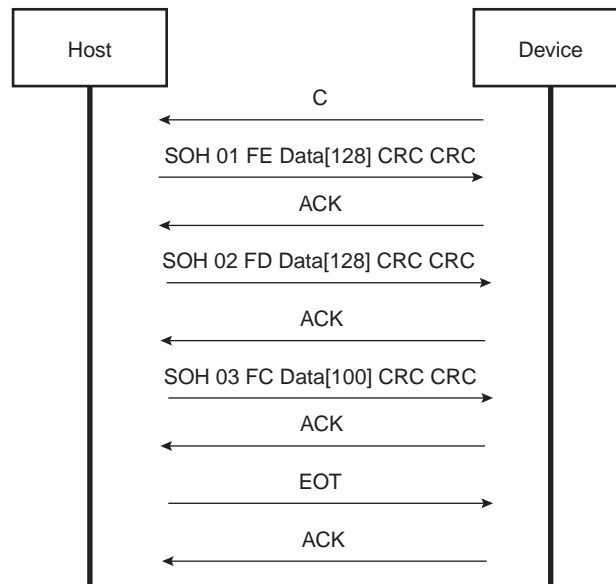 Host
Device
C
SOH 01 FE Data[128] CRC CRC
ACK
SOH 02 FD Data[128] CRC CRC
ACK
SOH 03 FC Data[100] CRC CRC
ACK
EOT
ACK